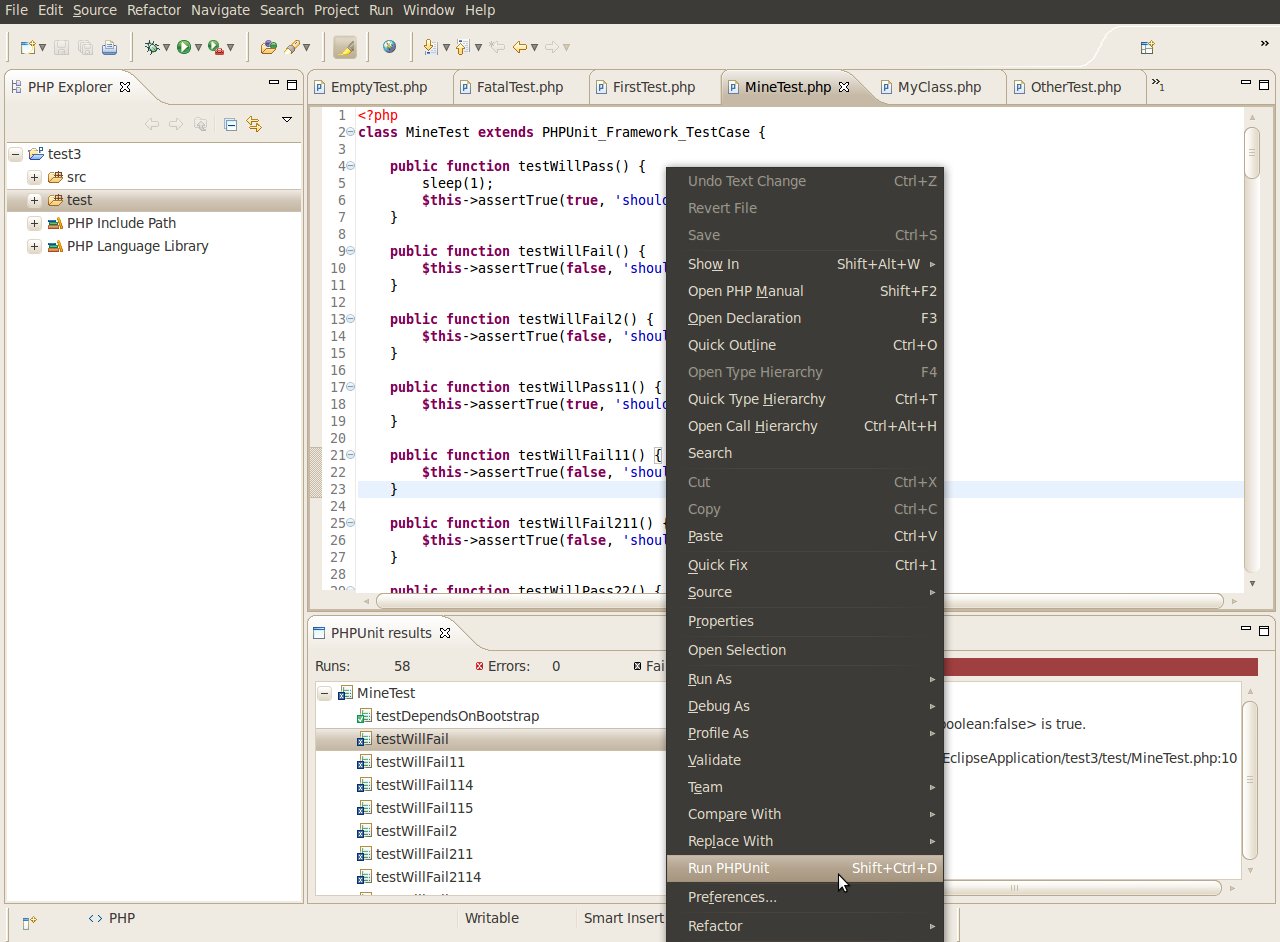 File Edit Source Refactor Navigate Search Project Run Window Help
»
PHP Explorer
test3
src
test
PHP Include Path
PHP Language Library
EmptyTest.php FatalTest.php FirstTest.php MineTest.php MyClass.php OtherTest.php »1
1 <?php
2 class MineTest extends PHPUnit_Framework_TestCase {
3
4 public function testWillPass() {
5 sleep(1);
6 $this->assertTrue(true, 'should
7 }
8
9 public function testWillFail() {
10 $this->assertTrue(false, 'shoul
11 }
12
13 public function testWillFail2() {
14 $this->assertTrue(false, 'shoul
15 }
16
17 public function testWillPass11() {
18 $this->assertTrue(true, 'should
19 }
20
21 public function testWillFail11() {
22 $this->assertTrue(false, 'shoul
23 }
24
25 public function testWillFail211() {
26 $this->assertTrue(false, 'shoul
27 }
28
29 public function testWillPass22() {
Undo Text Change Ctrl+Z
Revert File
Save Ctrl+S
Show In Shift+Alt+W
Open PHP Manual Shift+F2
Open Declaration F3
Quick Outline Ctrl+O
Open Type Hierarchy F4
Quick Type Hierarchy Ctrl+T
Open Call Hierarchy Ctrl+Alt+H
Search
Cut Ctrl+X
Copy Ctrl+C
Paste Ctrl+V
Quick Fix Ctrl+1
Source
Properties
Open Selection
Run As
Debug As
Profile As
Validate
Team
Compare With
Replace With
Run PHPUnit Shift+Ctrl+D
Preferences...
Refactor
PHPUnit results
Runs: 58 Errors: 0 Fai
MineTest
testDependsOnBootstrap
testWillFail
testWillFail11
testWillFail114
testWillFail115
testWillFail2
testWillFail211
testWillFail2114
oolean:false> is true.
EclipseApplication/test3/test/MineTest.php:10
PHP Writable Smart Insert